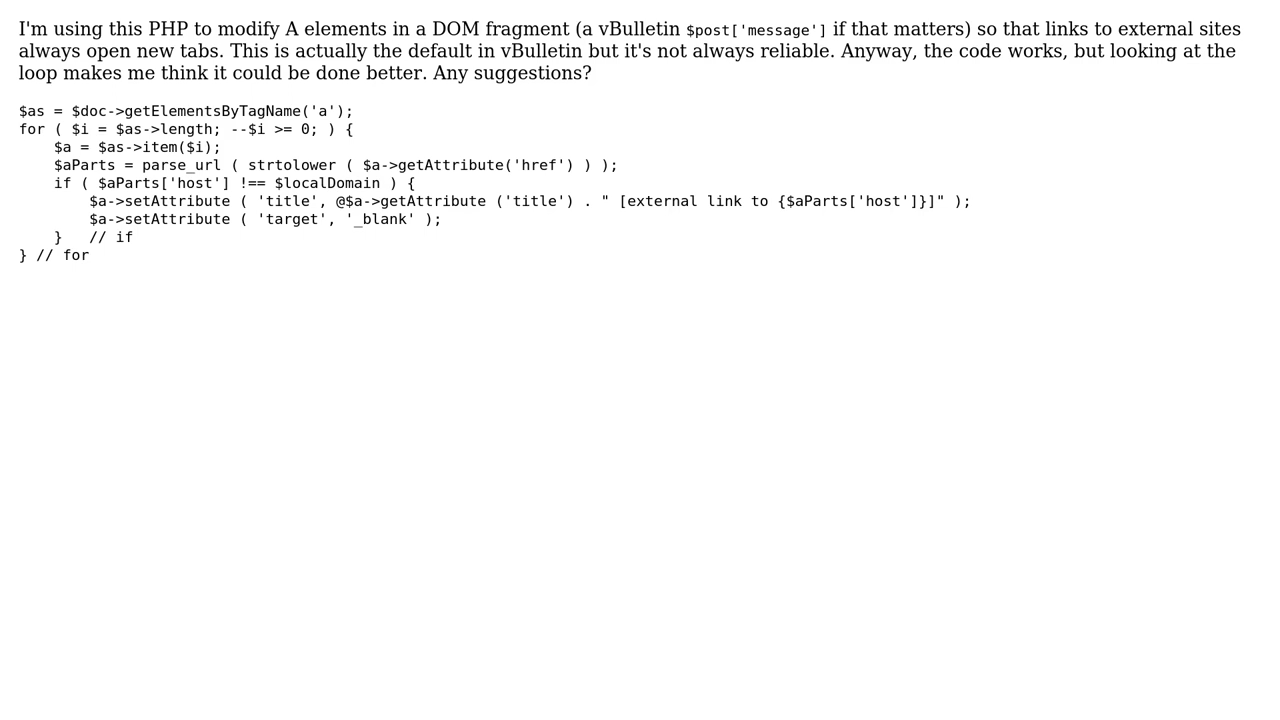 I'm using this PHP to modify A elements in a DOM fragment (a vBulletin $post['message'] if that matters) so that links to external sites
always open new tabs. This is actually the default in vBulletin but it's not always reliable. Anyway, the code works, but looking at the
loop makes me think it could be done better. Any suggestions?
$as = $doc->getElementsByTagName('a');
for ( $i = $as->length; --$i >= 0; ) {
    $a = $as->item($i);
    $aParts = parse_url ( strtolower ( $a->getAttribute('href') ) );
    if ( $aParts['host'] !== $localDomain ) {
        $a->setAttribute ( 'title', @$a->getAttribute ('title') . " [external link to {$aParts['host']}]" );
        $a->setAttribute ( 'target', '_blank' );
    }   // if
} // for